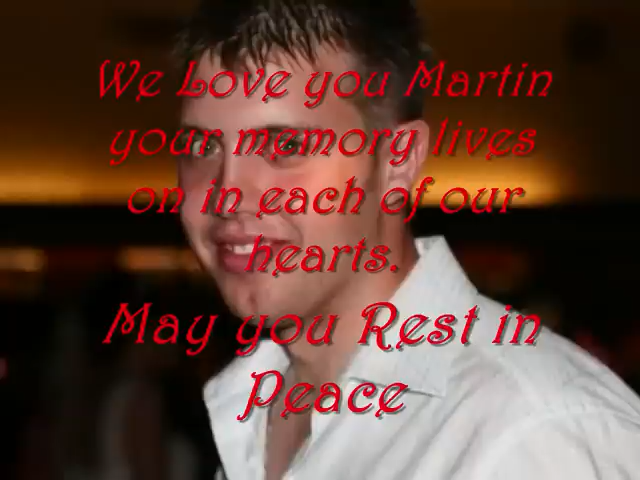 We Love you Martin
your memory lives
on in each of our
hearts.
May you Rest in
Peace